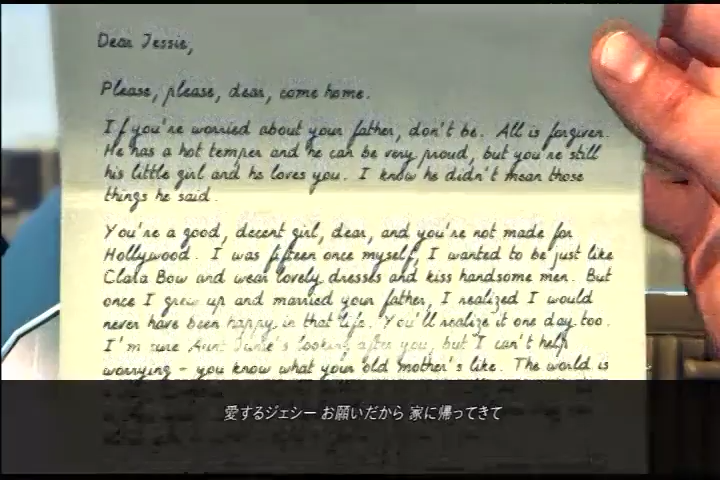 Dear Jessie,
Please, please, dear, come home.
If you're worried about your father, don't be. All is forgiven.
He has a hot temper and he can be very proud, but you're still
his little girl and he loves you. I know he didn't mean those
things he said.
You're a good, decent girl, dear, and you're not made for
Hollywood. I was fifteen once myself, I wanted to be just like
Clara Bow and wear lovely dresses and kiss handsome men. But
once I grew up and married your father, I realized I would
never have been happy in that life. You'll realize it one day too.
I'm sure Aunt looking after you, but I can't help
worrying - you know what your old mother's like. The world is
愛するジェシー お願いだから 家に帰ってきて